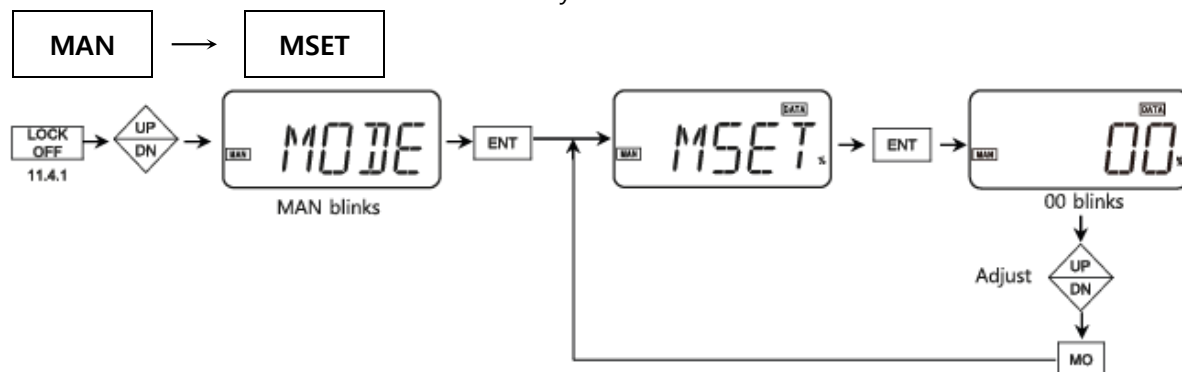 MAN
MSET
LOCK
OFF
11.4.1
UP
DN
MAN
MODE
MAN blinks
ENT
DATA
MAN
MSET
%
ENT
DATA
MAN
00
%
00 blinks
Adjust
UP
DN
MO